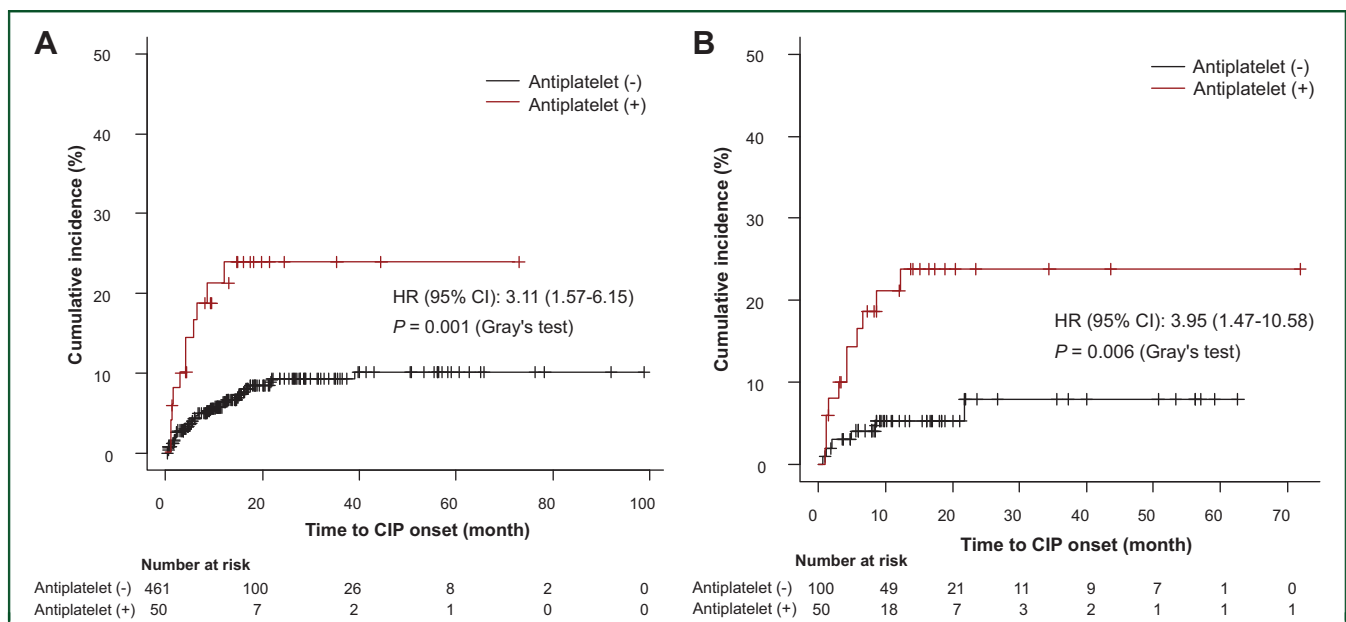 A
Antiplatelet (-)
Antiplatelet (+)
50
40
30
20
10
0
Cumulative incidence (%)
HR (95% CI): 3.11 (1.57-6.15)
P = 0.001 (Gray's test)
0 20 40 60 80 100
Time to CIP onset (month)
Number at risk
Antiplatelet (-) 461 100 26 8 2 0
Antiplatelet (+) 50 7 2 1 0 0
B
Antiplatelet (-)
Antiplatelet (+)
50
40
30
20
10
0
Cumulative incidence (%)
HR (95% CI): 3.95 (1.47-10.58)
P = 0.006 (Gray's test)
0 10 20 30 40 50 60 70
Time to CIP onset (month)
Number at risk
Antiplatelet (-) 100 49 21 11 9 7 1 0
Antiplatelet (+) 50 18 7 3 2 1 1 1